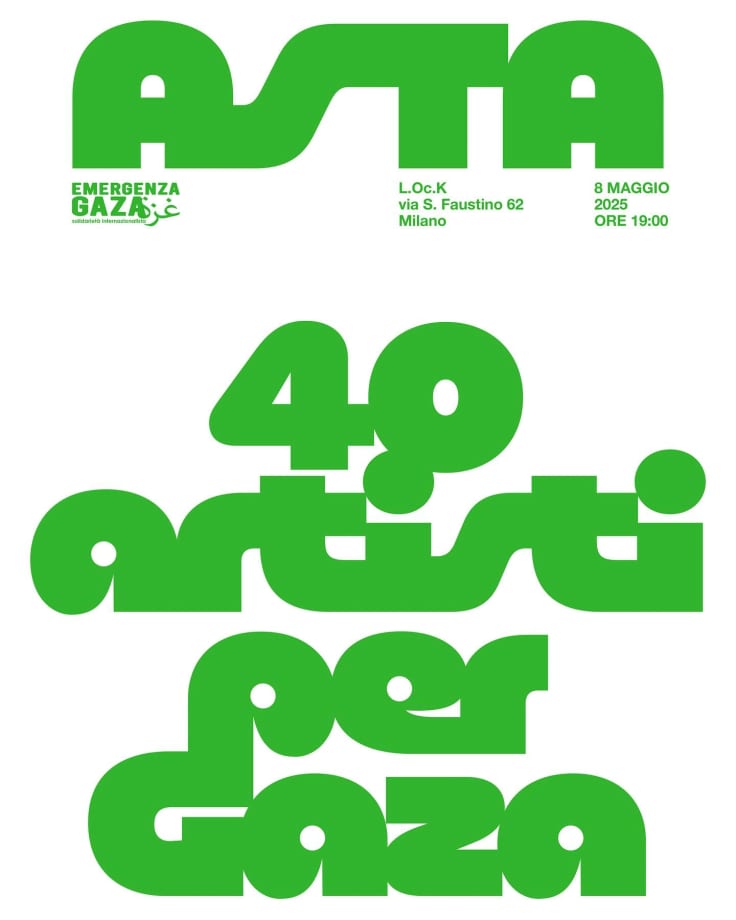 ASTA
EMERGENZA
GAZA غزة
solidarietà internazionalista
L.Oc.K
via S. Faustino 62
Milano
8 MAGGIO
2025
ORE 19:00
40
artisti
per
Gaza